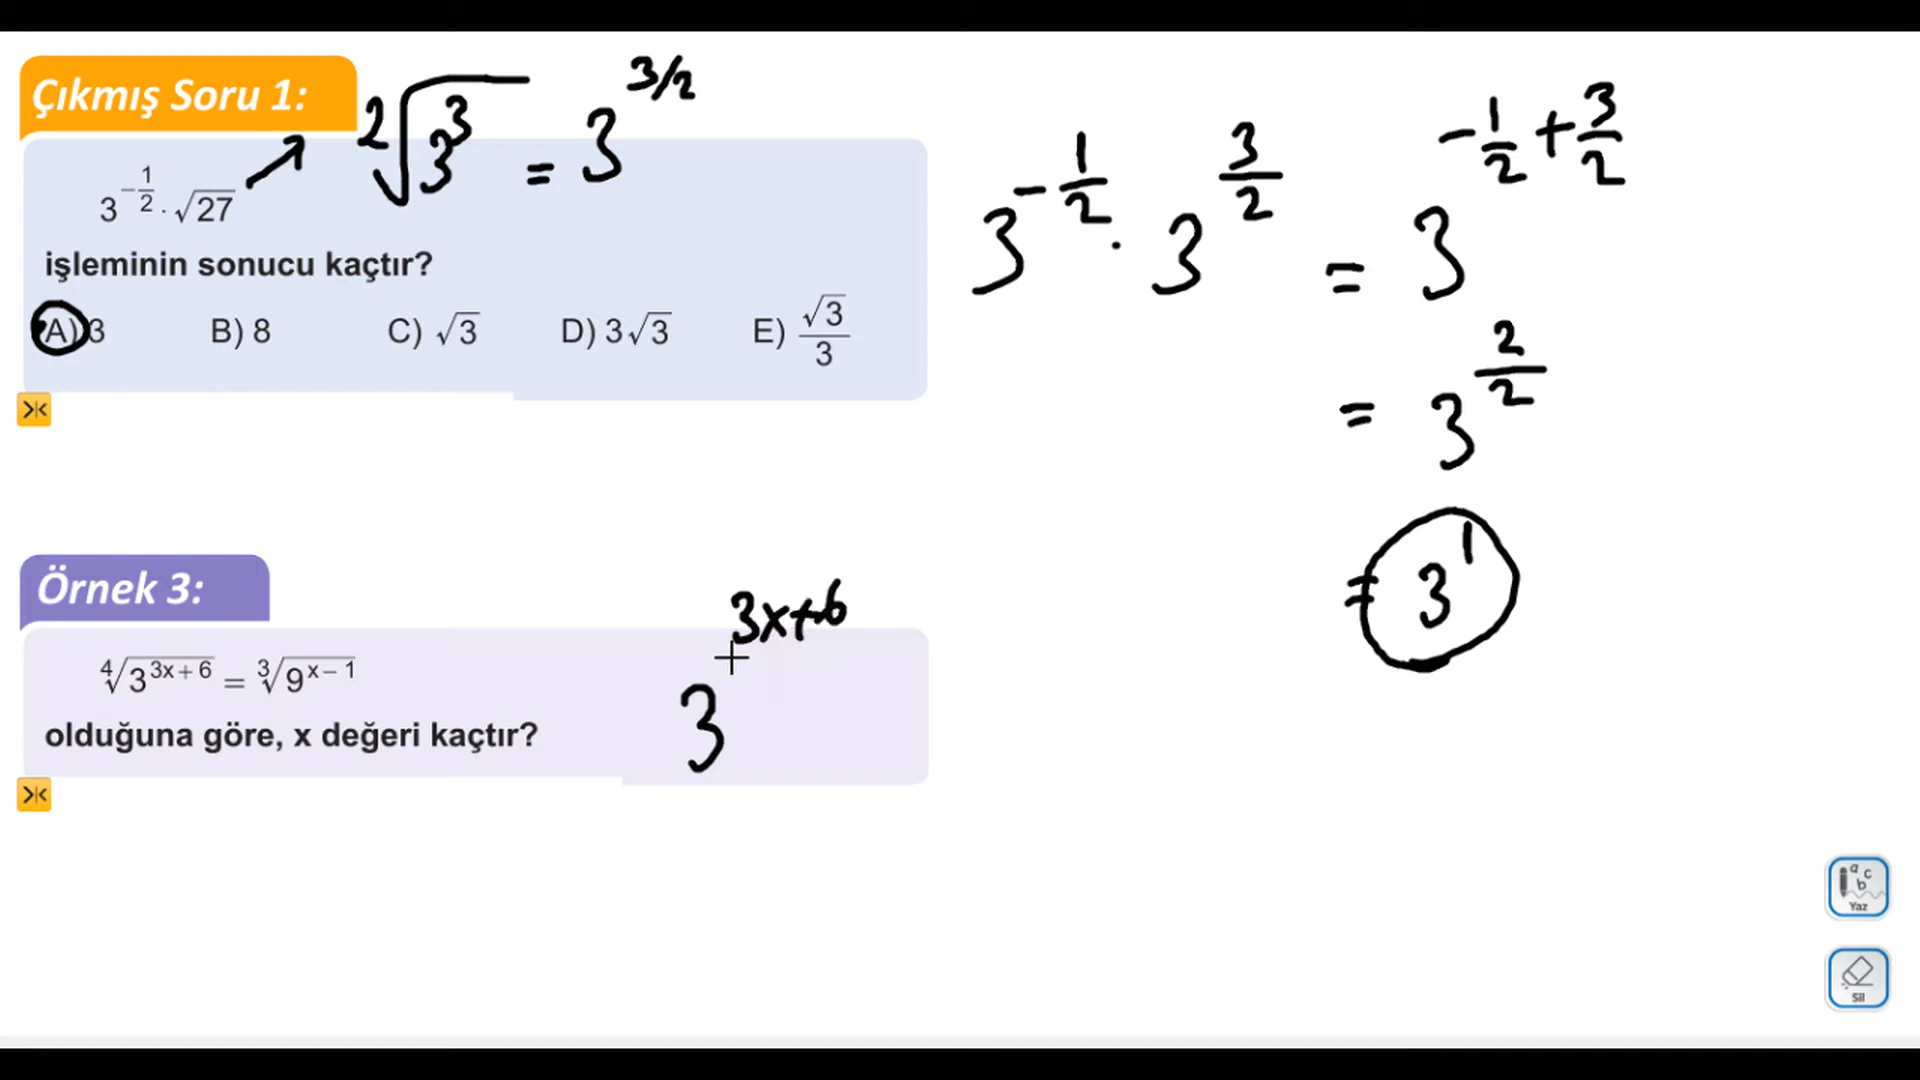 Çıkmış Soru 1:
²√3³ = 3^3/2
3^-1/2 · √27
işleminin sonucu kaçtır?
A) 3 B) 8 C) √3 D) 3√3 E) √3/3
3^-1/2 · 3^3/2 = 3^-1/2+3/2
= 3^2/2
= 3^1
Örnek 3:
⁴√3^3x+6 = ³√9^x-1
olduğuna göre, x değeri kaçtır?
3^3x+6
a b c
Yaz
Sil